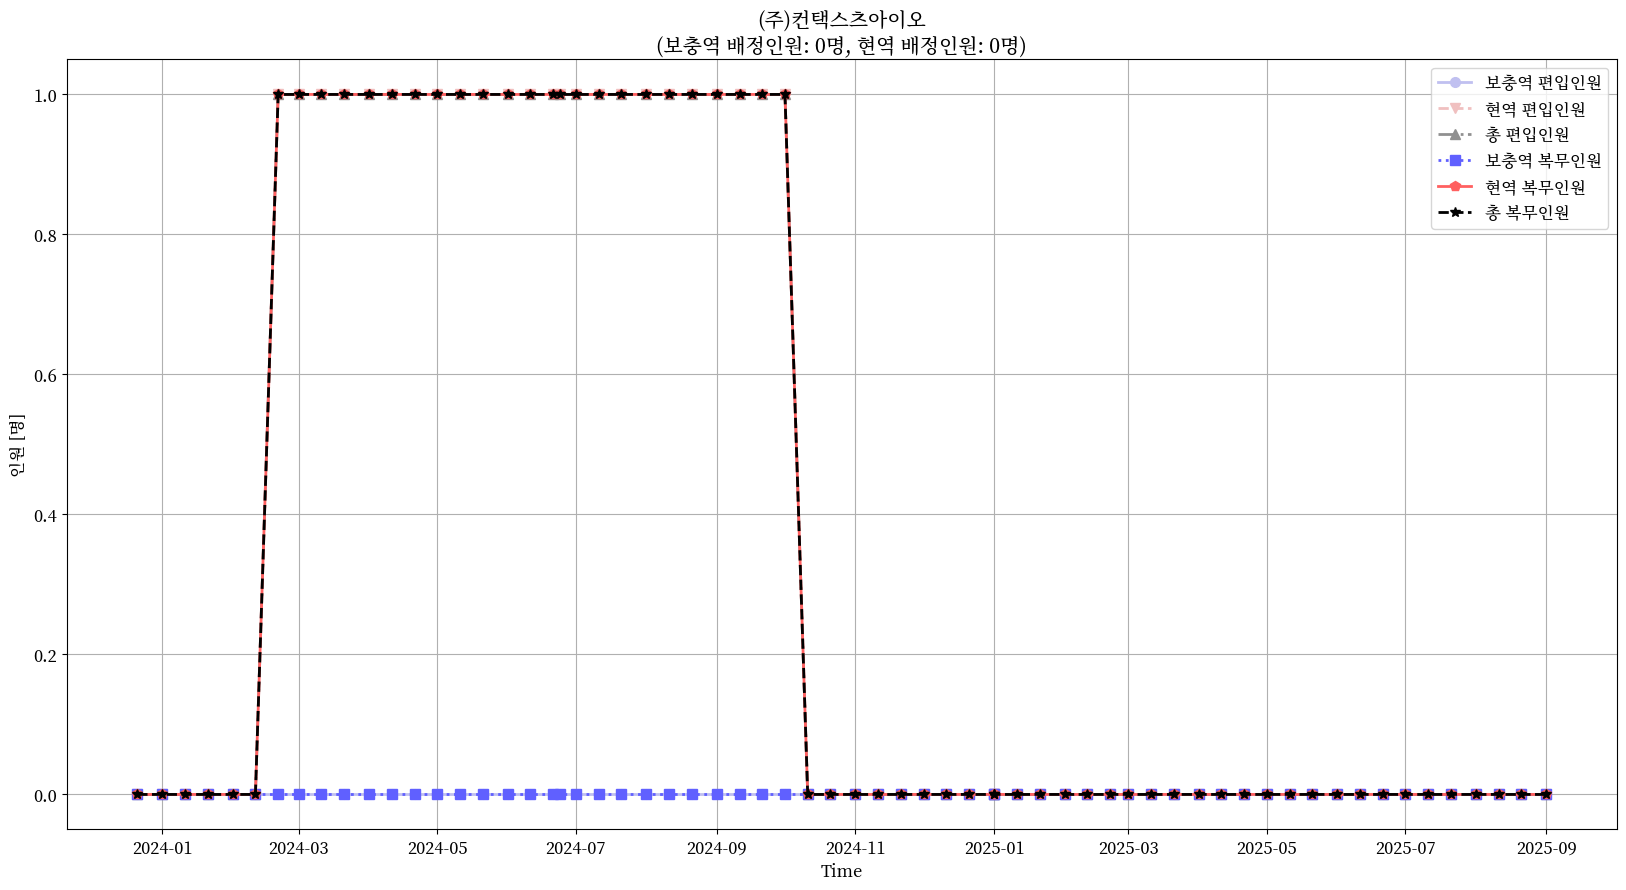 (주)컨택스츠아이오
(보충역 배정인원: 0명, 현역 배정인원: 0명)
보충역 편입인원
현역 편입인원
총 편입인원
보충역 복무인원
현역 복무인원
총 복무인원
인원 [명]
1.0
0.8
0.6
0.4
0.2
0.0
2024-01 2024-03 2024-05 2024-07 2024-09 2024-11 2025-01 2025-03 2025-05 2025-07 2025-09
Time